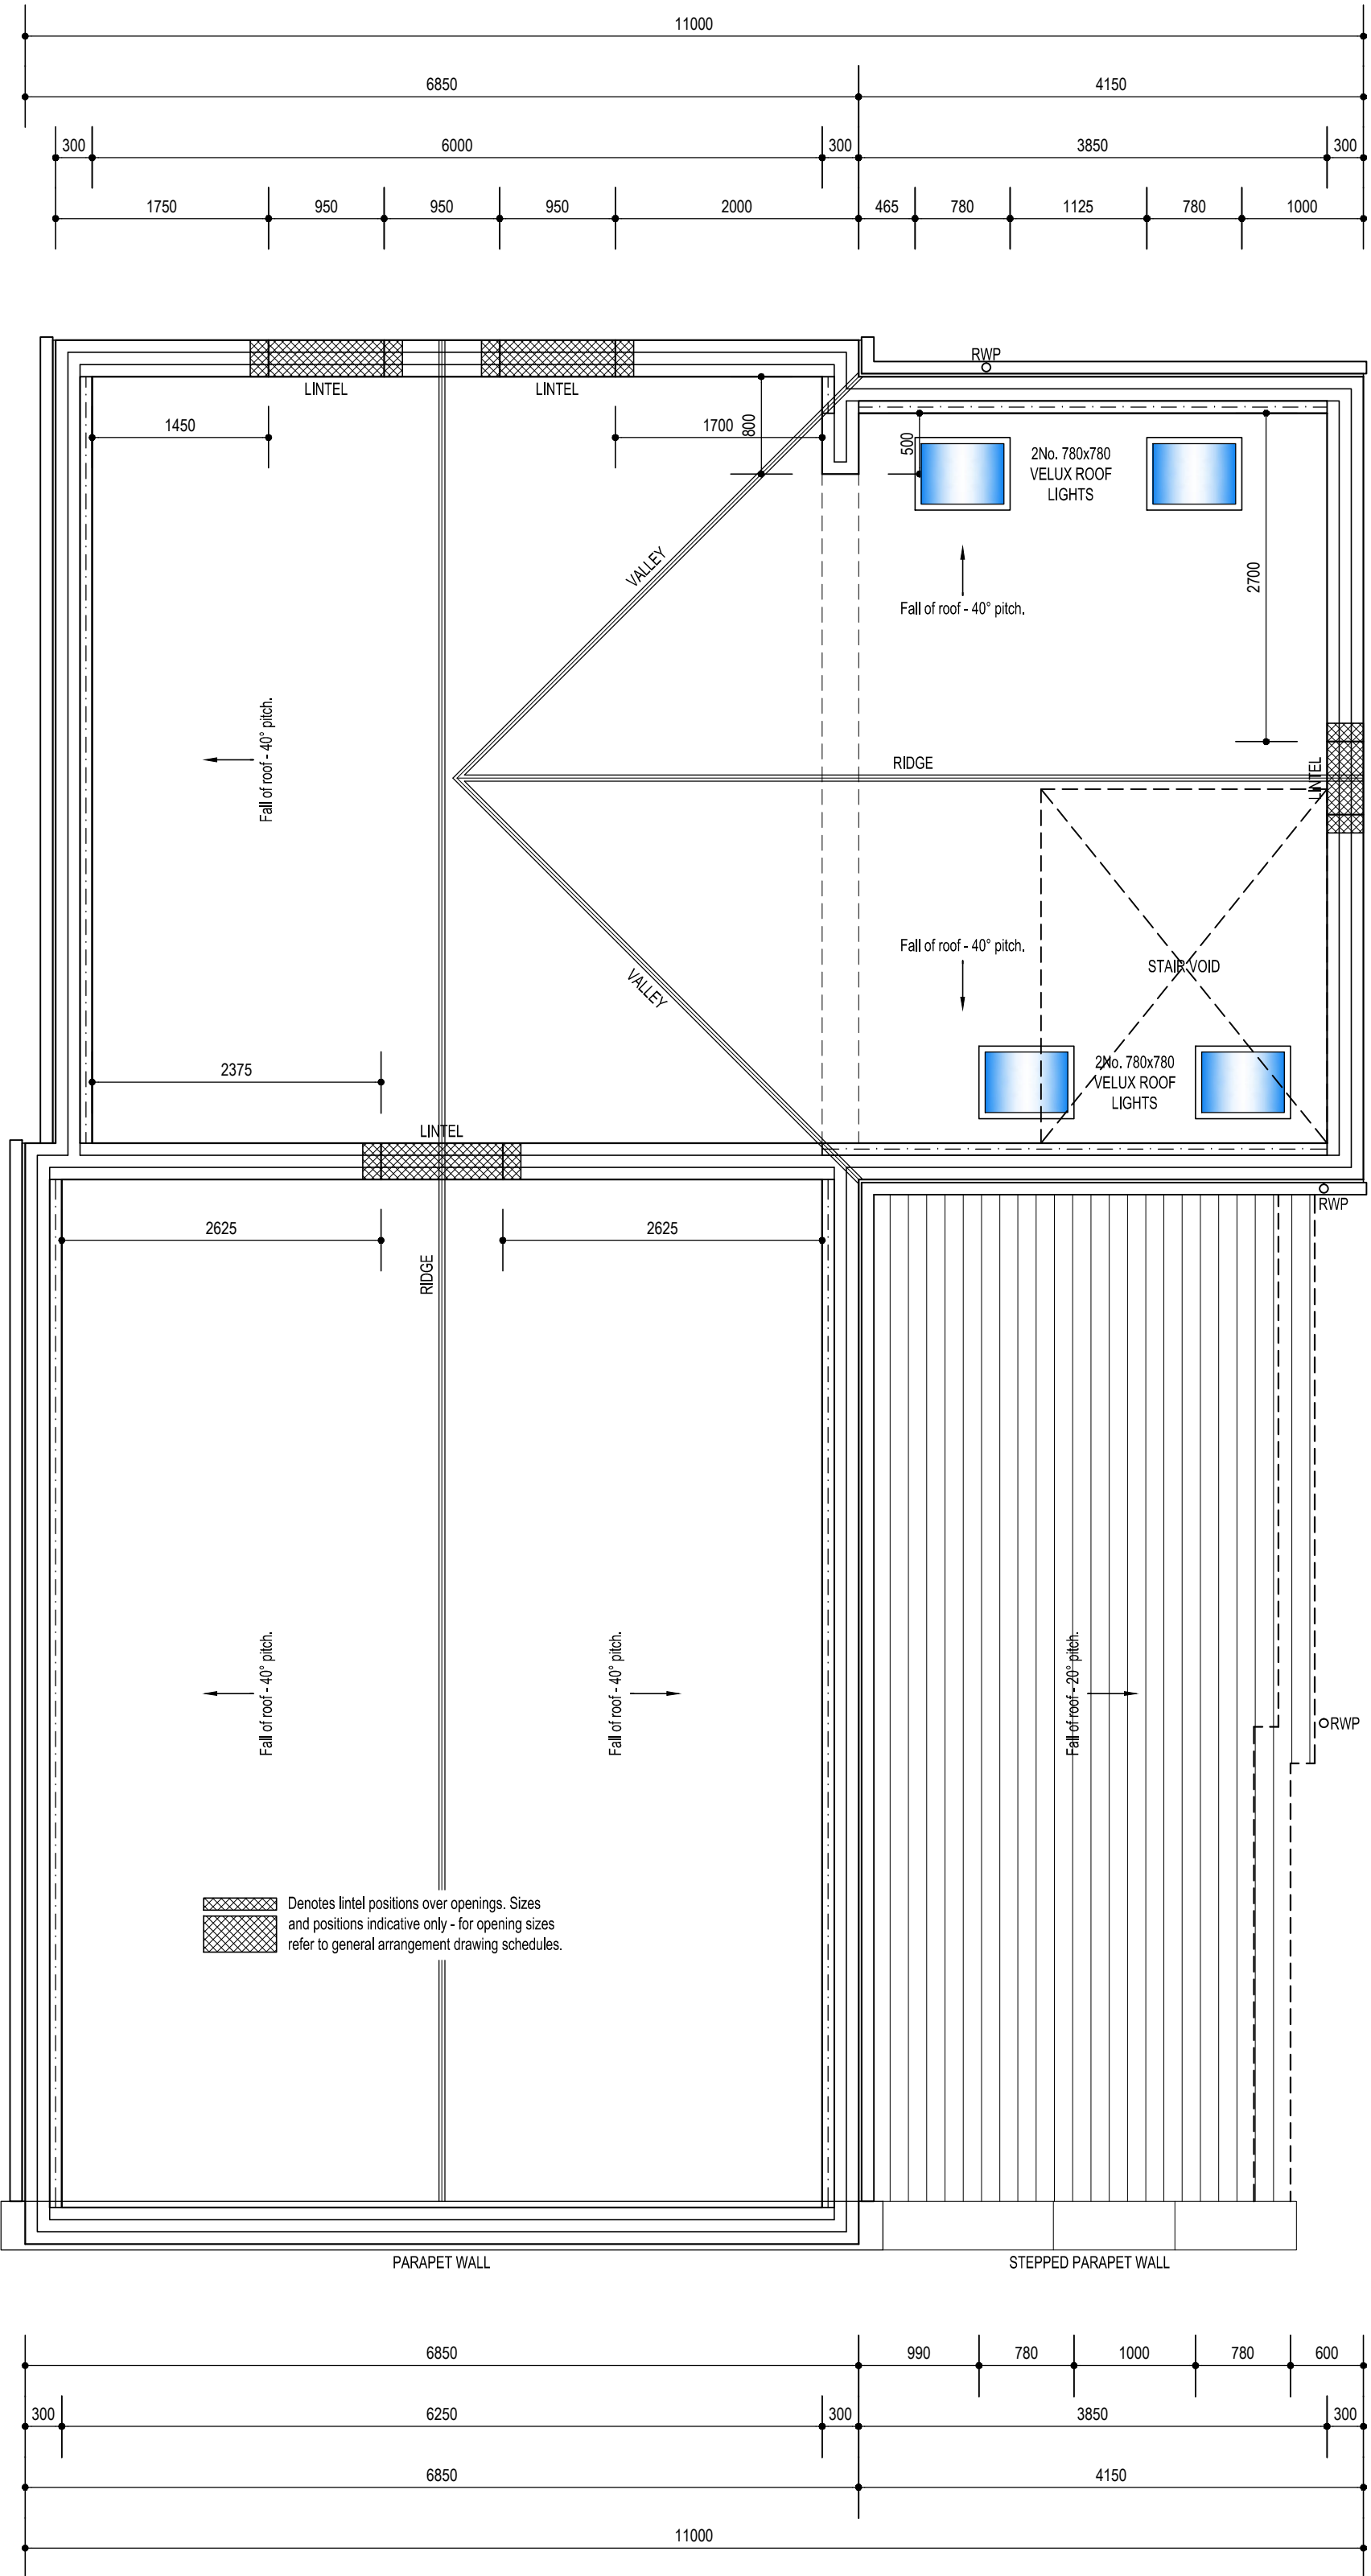 11000
6850 4150
300 6000 300 3850 300
1750 950 950 950 2000 465 780 1125 780 1000
RWP
LINTEL LINTEL
1450 1700 800 500
2No. 780x780
VELUX ROOF
LIGHTS
VALLEY
2700
Fall of roof - 40° pitch.
Fall of roof - 40° pitch.
RIDGE
LINTEL
Fall of roof - 40° pitch.
STAIR VOID
VALLEY
2375
2No. 780x780
VELUX ROOF
LIGHTS
LINTEL
RWP
2625 2625
RIDGE
Fall of roof - 40° pitch.
Fall of roof - 40° pitch.
Fall of roof - 20° pitch.
RWP
Denotes lintel positions over openings. Sizes
and positions indicative only - for opening sizes
refer to general arrangement drawing schedules.
PARAPET WALL STEPPED PARAPET WALL
6850 990 780 1000 780 600
300 6250 300 3850 300
6850 4150
11000